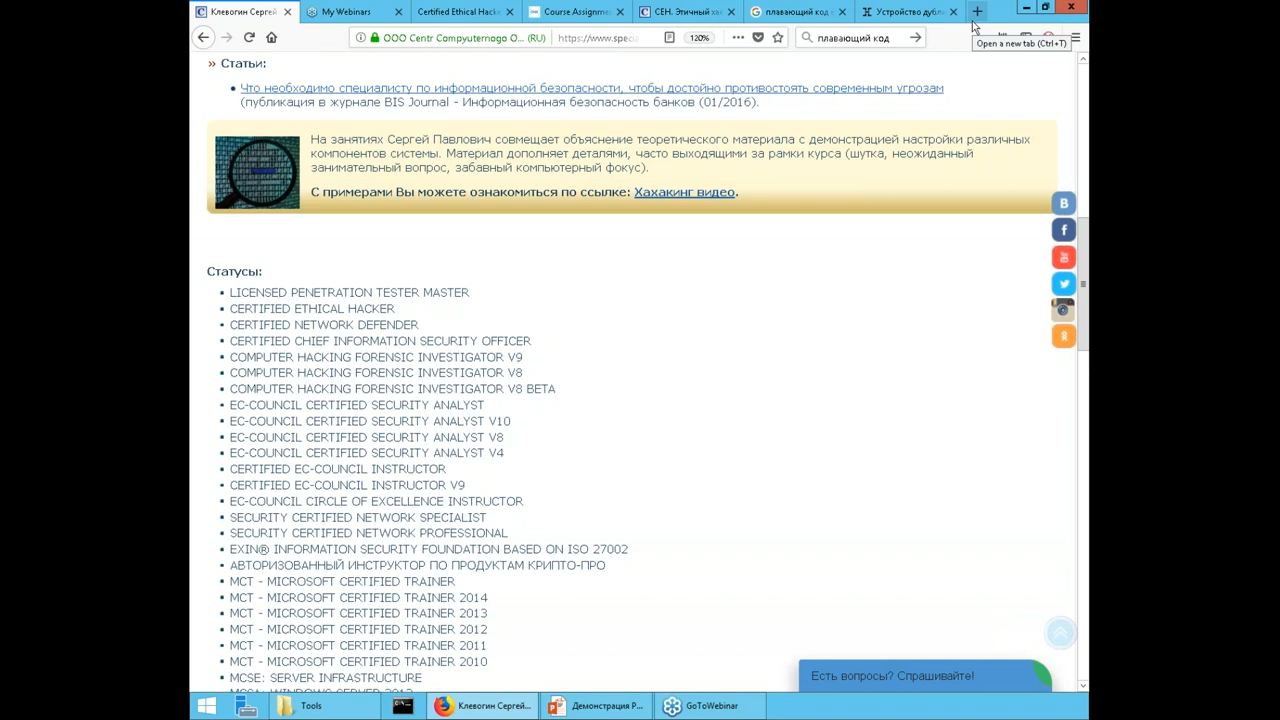 Клевогин Сергей
My Webinars
Certified Ethical Hacke
Course Assignme
CEH. Этичный ха
плавающий код
Устройство дубл
ООО Centr Compyuternogo O... (RU)
https://www.speci
120%
плавающий код
Open a new tab (Ctrl+T)
» Статьи:
• Что необходимо специалисту по информационной безопасности, чтобы достойно противостоять современным угрозам
(публикация в журнале BIS Journal - Информационная безопасность банков (01/2016).
На занятиях Сергей Павлович совмещает объяснение теоретического материала с демонстрацией настройки различных
компонентов системы. Материал дополняет деталями, часто выходящими за рамки курса (шутка, неожиданный
занимательный вопрос, забавный компьютерный фокус).
С примерами Вы можете ознакомиться по ссылке: Хахакинг видео.
Статусы:
LICENSED PENETRATION TESTER MASTER
CERTIFIED ETHICAL HACKER
CERTIFIED NETWORK DEFENDER
CERTIFIED CHIEF INFORMATION SECURITY OFFICER
COMPUTER HACKING FORENSIC INVESTIGATOR V9
COMPUTER HACKING FORENSIC INVESTIGATOR V8
COMPUTER HACKING FORENSIC INVESTIGATOR V8 BETA
EC-COUNCIL CERTIFIED SECURITY ANALYST
EC-COUNCIL CERTIFIED SECURITY ANALYST V10
EC-COUNCIL CERTIFIED SECURITY ANALYST V8
EC-COUNCIL CERTIFIED SECURITY ANALYST V4
CERTIFIED EC-COUNCIL INSTRUCTOR
CERTIFIED EC-COUNCIL INSTRUCTOR V9
EC-COUNCIL CIRCLE OF EXCELLENCE INSTRUCTOR
SECURITY CERTIFIED NETWORK SPECIALIST
SECURITY CERTIFIED NETWORK PROFESSIONAL
EXIN® INFORMATION SECURITY FOUNDATION BASED ON ISO 27002
АВТОРИЗОВАННЫЙ ИНСТРУКТОР ПО ПРОДУКТАМ КРИПТО-ПРО
MCT - MICROSOFT CERTIFIED TRAINER
MCT - MICROSOFT CERTIFIED TRAINER 2014
MCT - MICROSOFT CERTIFIED TRAINER 2013
MCT - MICROSOFT CERTIFIED TRAINER 2012
MCT - MICROSOFT CERTIFIED TRAINER 2011
MCT - MICROSOFT CERTIFIED TRAINER 2010
MCSE: SERVER INFRASTRUCTURE
MCSA: WINDOWS SERVER 2012
Есть вопросы? Спрашивайте!
Tools
Клевогин Сергей...
Демонстрация P...
GoToWebinar